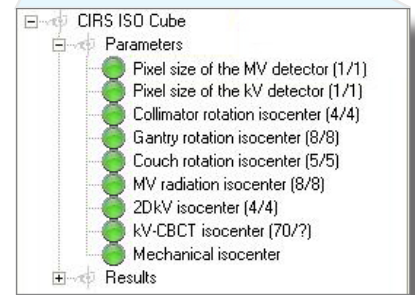 CIRS ISO Cube
Parameters
Pixel size of the MV detector (1/1)
Pixel size of the kV detector (1/1)
Collimator rotation isocenter (4/4)
Gantry rotation isocenter (8/8)
Couch rotation isocenter (5/5)
MV radiation isocenter (8/8)
2DkV isocenter (4/4)
kV-CBCT isocenter (70/?)
Mechanical isocenter
Results